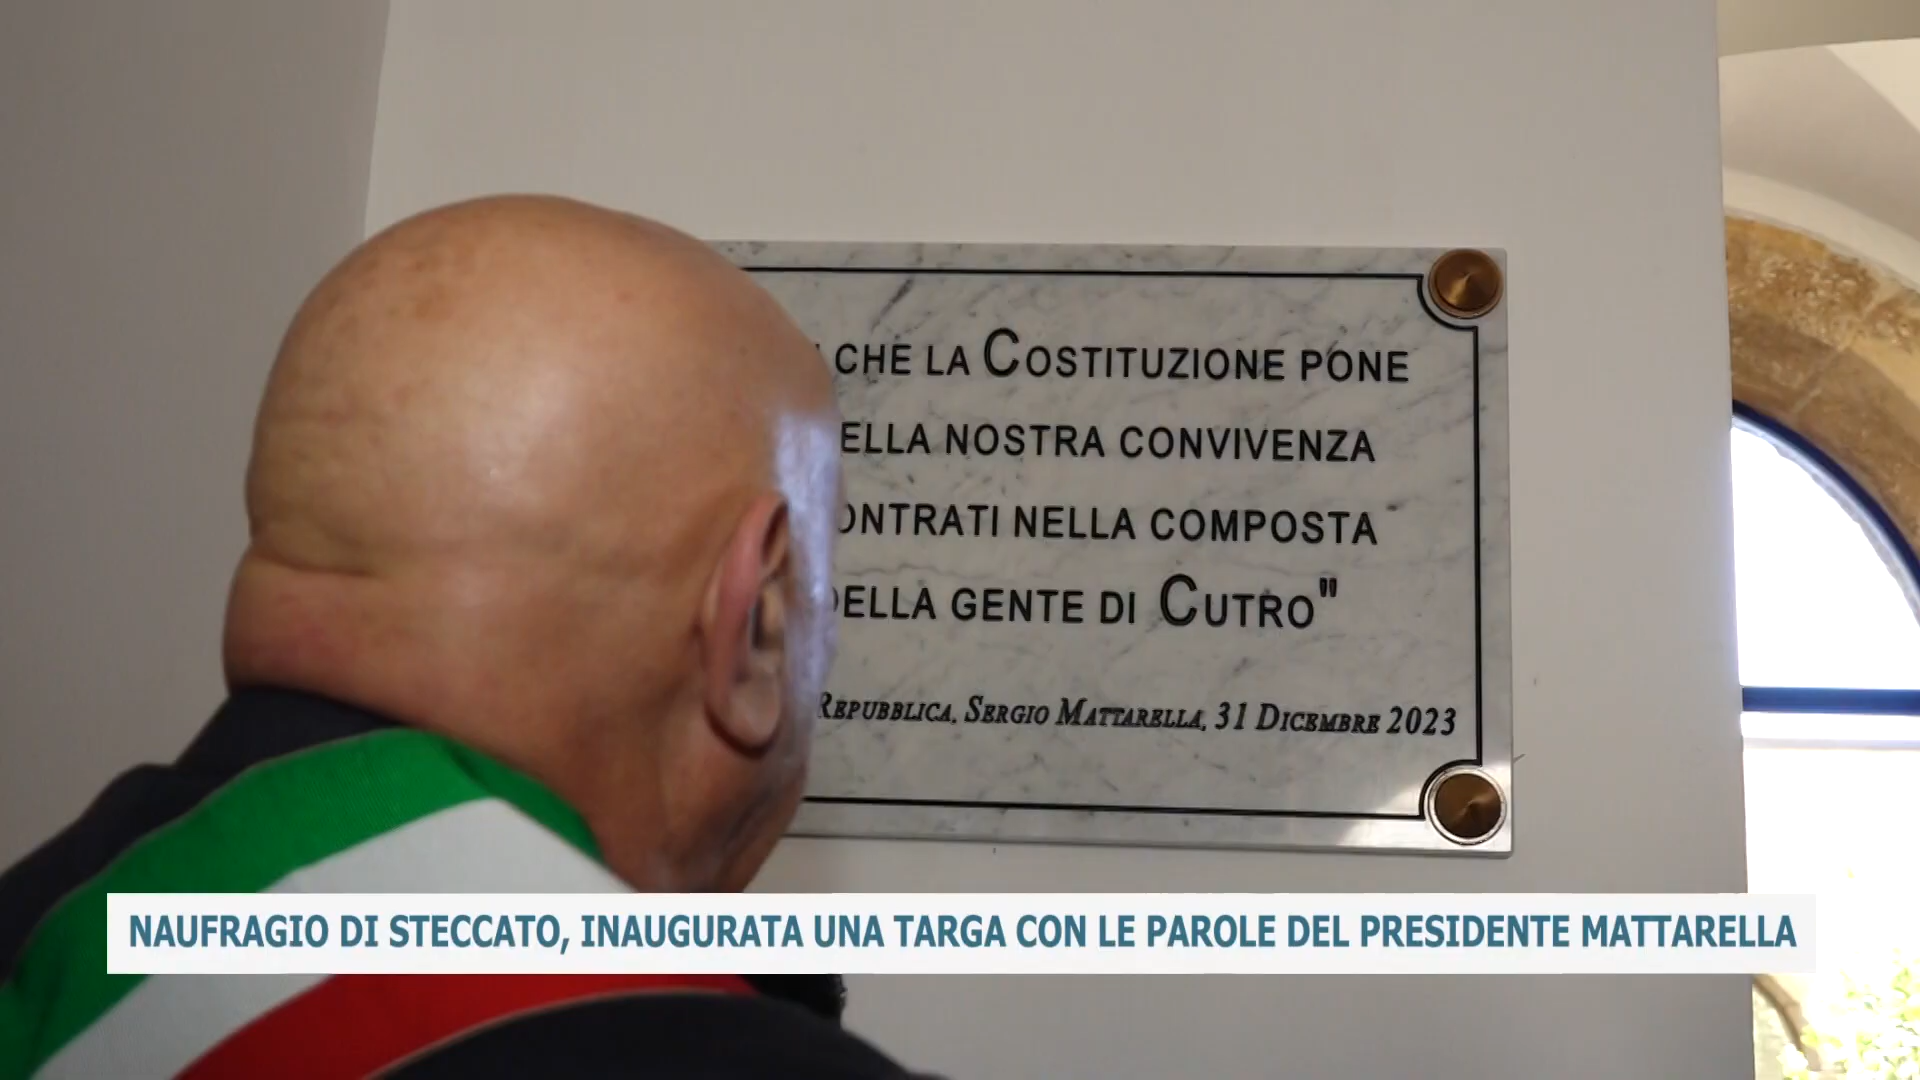 CHE LA COSTITUZIONE PONE
ELLA NOSTRA CONVIVENZA
ONTRATI NELLA COMPOSTA
DELLA GENTE DI CUTRO"
REPUBBLICA, SERGIO MATTARELLA, 31 DICEMBRE 2023
NAUFRAGIO DI STECCATO, INAUGURATA UNA TARGA CON LE PAROLE DEL PRESIDENTE MATTARELLA